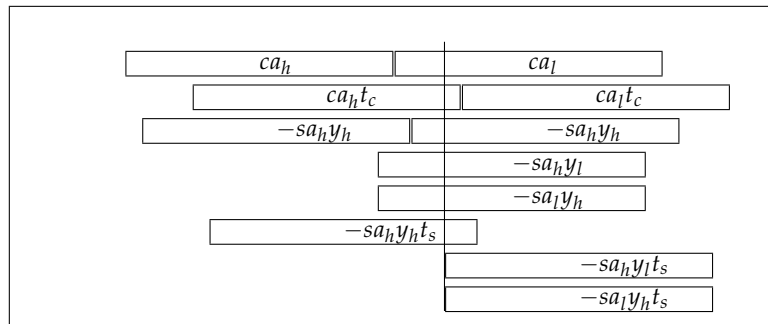 ca_h ca_l
ca_h t_c ca_l t_c
−sa_h y_h −sa_h y_h
−sa_h y_l
−sa_l y_h
−sa_h y_h t_s
−sa_h y_l t_s
−sa_l y_h t_s